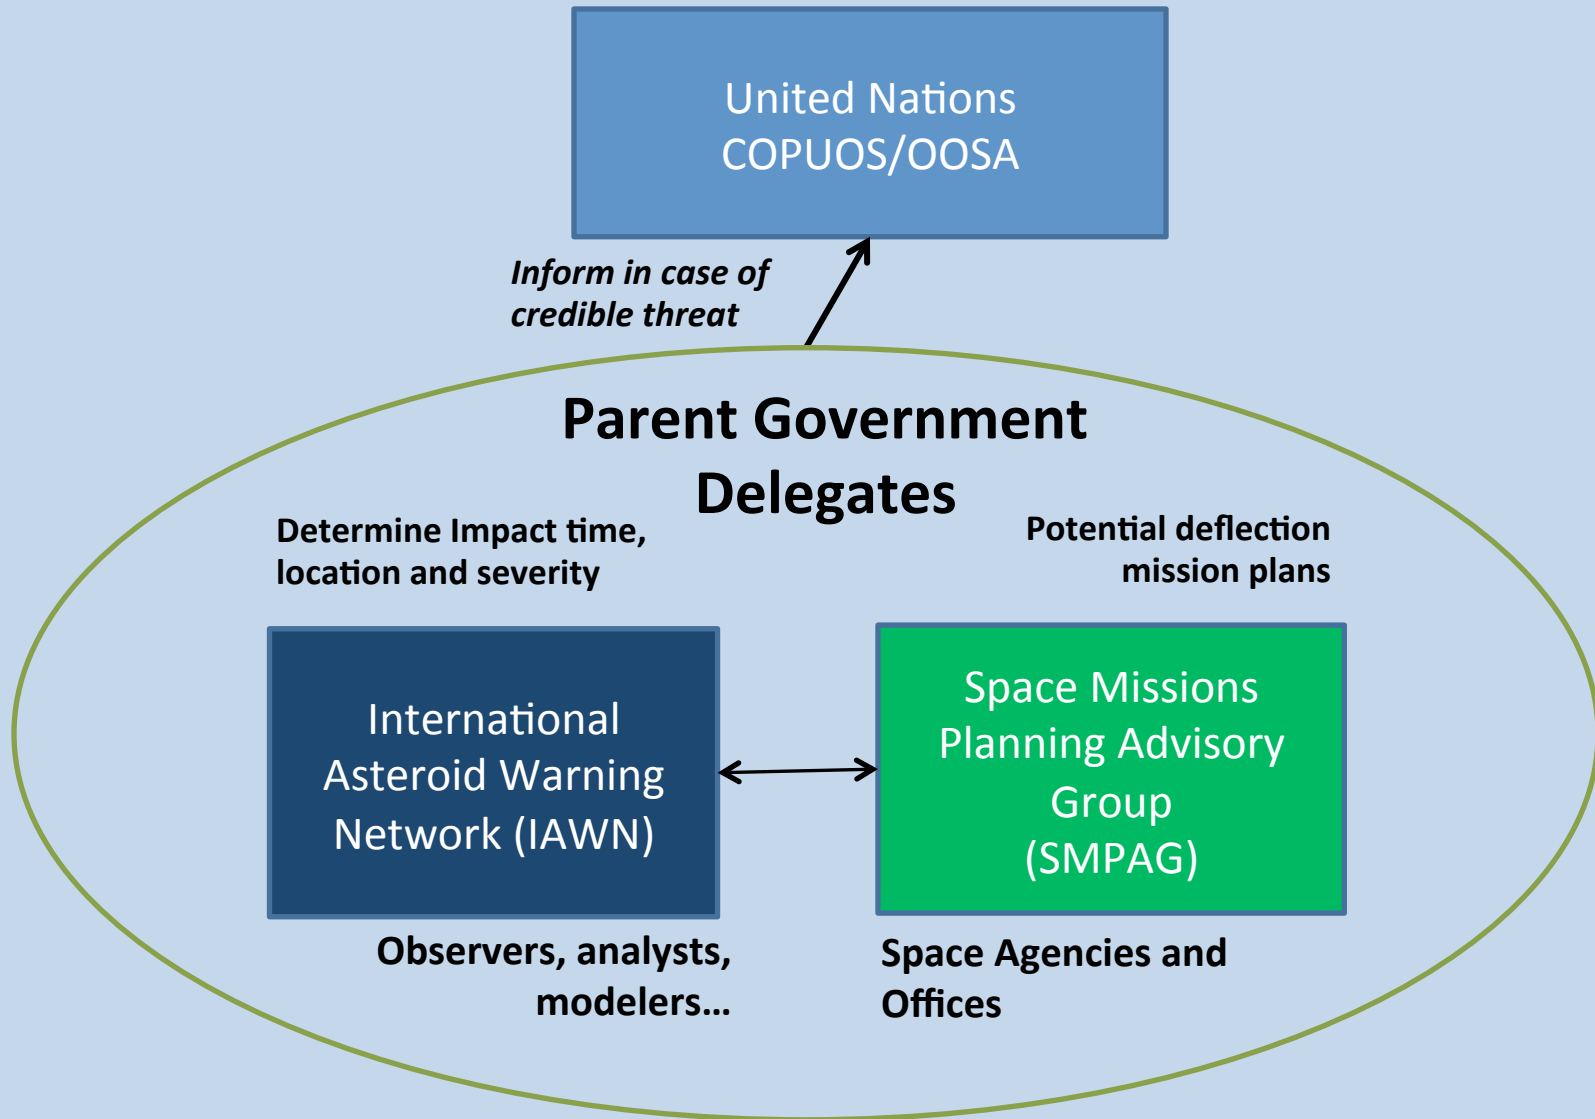 United Nations
COPUOS/OOSA
Inform in case of
credible threat
Parent Government
Delegates
Determine Impact time,
location and severity
Potential deflection
mission plans
International
Asteroid Warning
Network (IAWN)
Space Missions
Planning Advisory
Group
(SMPAG)
Observers, analysts,
modelers…
Space Agencies and
Offices